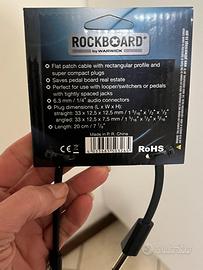 ROCKBOARD®
BY WARWICK
• Flat patch cable with rectangular profile and
super compact plugs
• Saves pedal board real estate
• Perfect for use with looper/switchers or pedals
with tightly spaced jacks
• 6,3 mm / 1/4" audio connectors
• Plug dimensions (L x W x H):
straight: 33 x 12,5 x 12,5 mm /
angled: 33 x 12,5 x 7,5 mm /
• Length: 20 cm /
Made in P. R. China
CE
RoHS